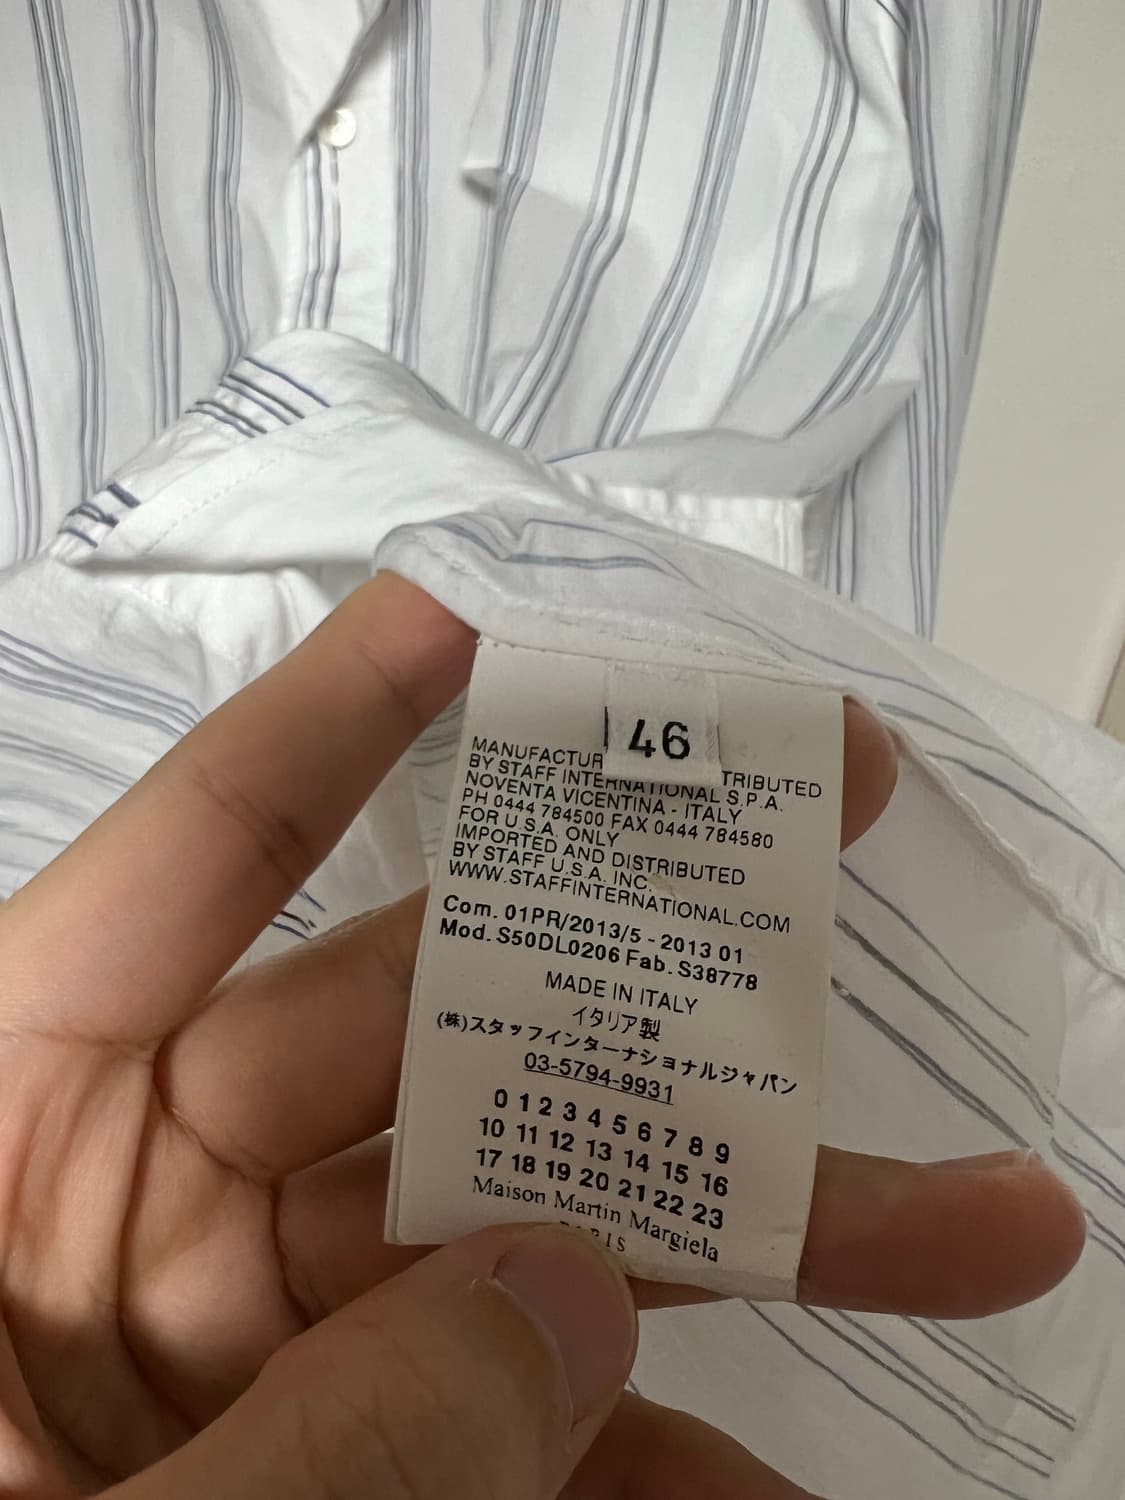 46
MANUFACTUR TRIBUTED
BY STAFF INTERNATIONAL S.P.A.
NOVENTA VICENTINA - ITALY
PH 0444 784500 FAX 0444 784580
FOR U.S.A. ONLY
IMPORTED AND DISTRIBUTED
BY STAFF U.S.A. INC.
WWW.STAFFINTERNATIONAL.COM
Com. 01PR/2013/5 - 2013 01
Mod. S50DL0206 Fab. S38778
MADE IN ITALY
イタリア製
(株)スタッフインターナショナルジャパン
03-5794-9931
0 1 2 3 4 5 6 7 8 9
10 11 12 13 14 15 16
17 18 19 20 21 22 23
Maison Martin Margiela